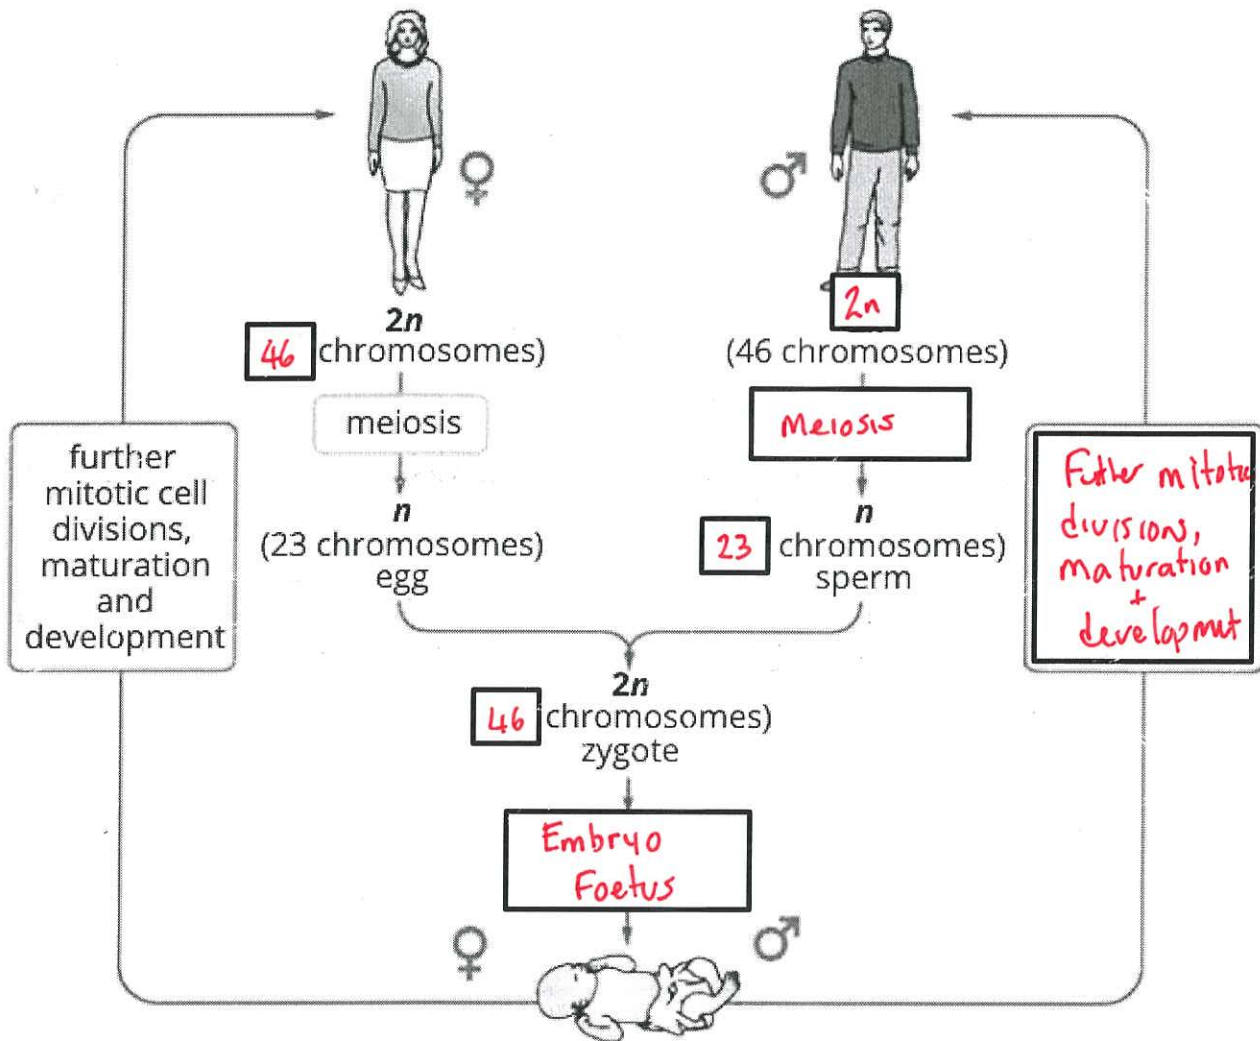 ♀
♂
2n
46 chromosomes)
2n
(46 chromosomes)
meiosis
Meiosis
further
mitotic cell
divisions,
maturation
and
development
n
(23 chromosomes)
egg
n
23 chromosomes)
sperm
Futher mitotic
divisions,
maturation
+
developmut
2n
46 chromosomes)
zygote
Embryo
Foetus
♀
♂